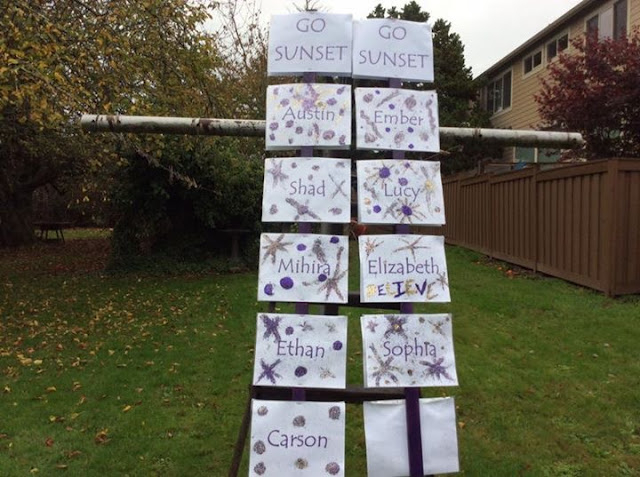 GO
SUNSET
Austin
Shad
Mihira
Ethan
Carson
GO
SUNSET
Ember
Lucy
Elizabeth
BELIEVE
Sophia